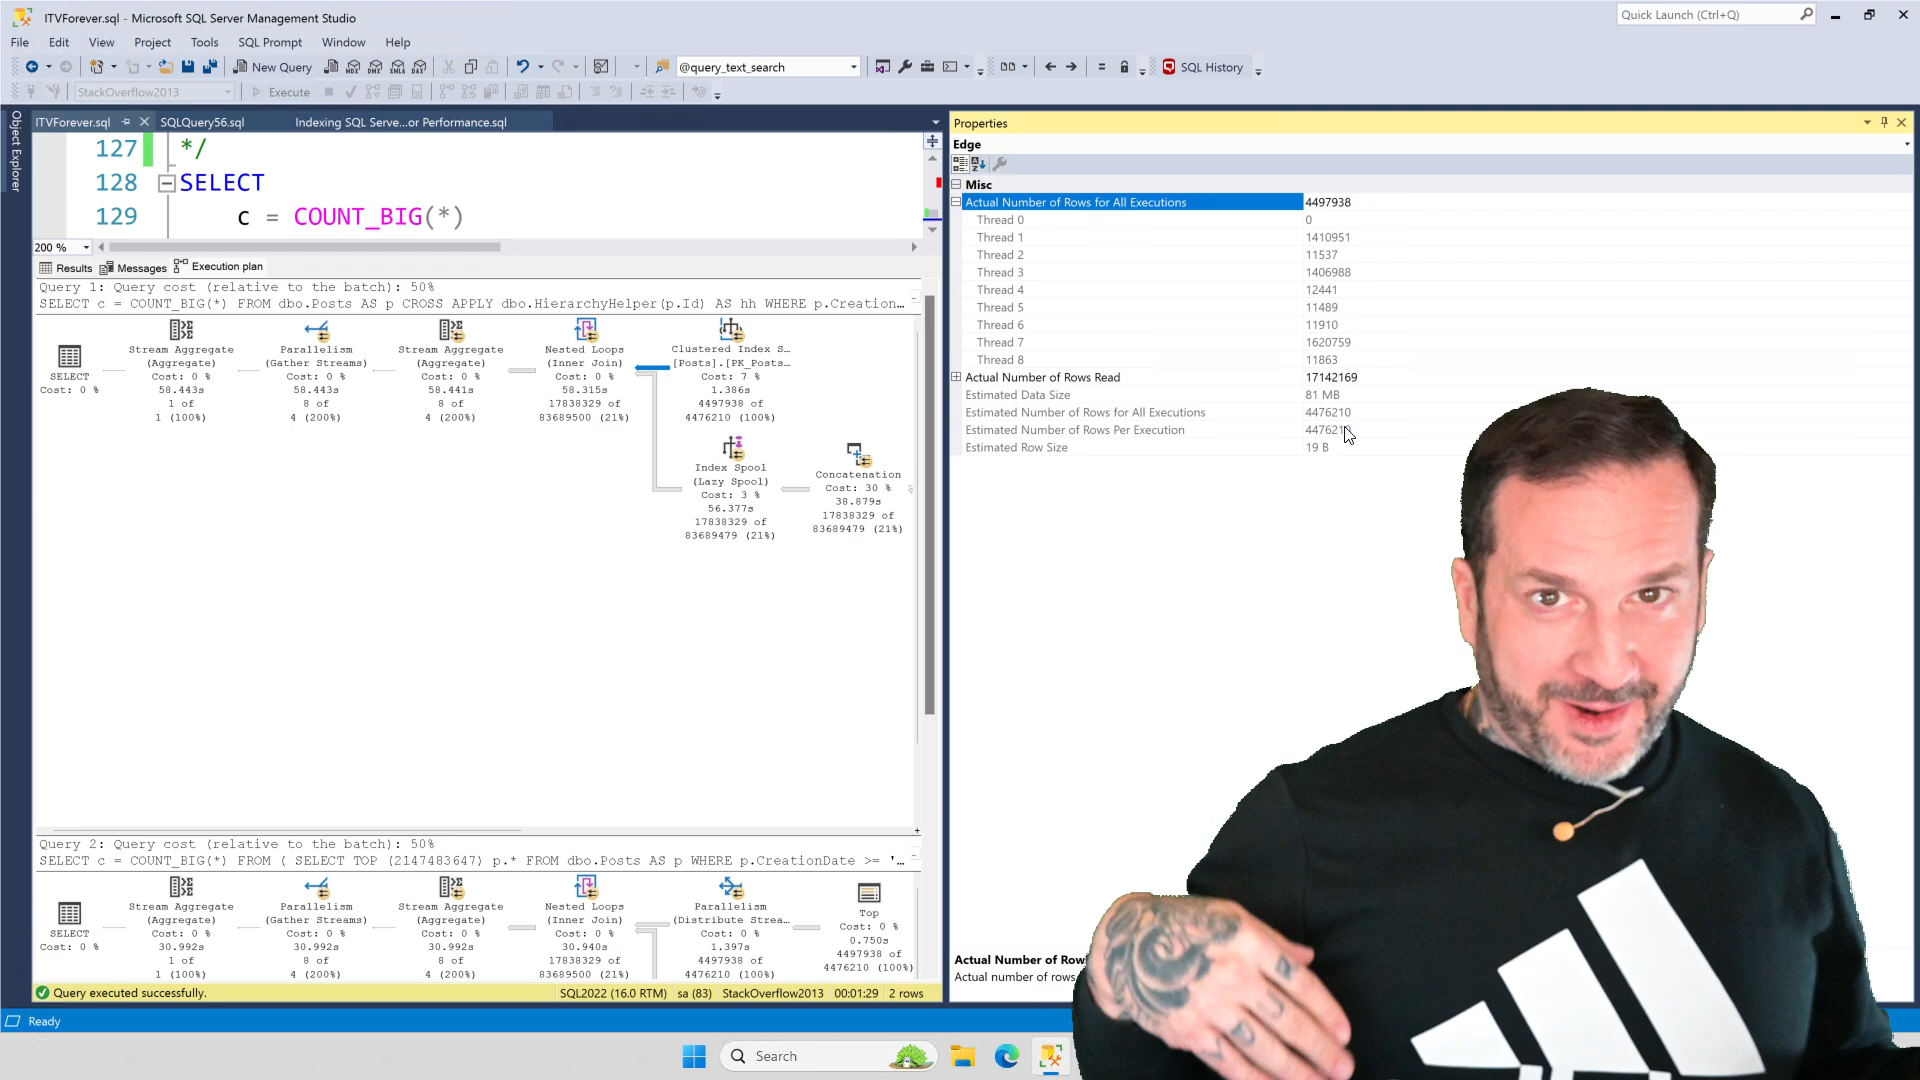 ITVForever.sql - Microsoft SQL Server Management Studio
Quick Launch (Ctrl+Q)
File Edit View Project Tools SQL Prompt Window Help
New Query
MDX DMX XMLA DAX
@query_text_search
SQL History
StackOverflow2013
Execute
Object Explorer
ITVForever.sql
SQLQuery56.sql
Indexing SQL Serve...or Performance.sql
127 */
128 SELECT
129 c = COUNT_BIG(*)
200 %
Results Messages Execution plan
Query 1: Query cost (relative to the batch): 50%
SELECT c = COUNT_BIG(*) FROM dbo.Posts AS p CROSS APPLY dbo.HierarchyHelper(p.Id) AS hh WHERE p.Creation...
SELECT
Cost: 0 %
Stream Aggregate
(Aggregate)
Cost: 0 %
58.443s
1 of
1 (100%)
Parallelism
(Gather Streams)
Cost: 0 %
58.443s
8 of
4 (200%)
Stream Aggregate
(Aggregate)
Cost: 0 %
58.441s
8 of
4 (200%)
Nested Loops
(Inner Join)
Cost: 0 %
58.315s
17838329 of
83689500 (21%)
Clustered Index S...
[Posts].[PK_Posts...
Cost: 7 %
1.386s
4497938 of
4476210 (100%)
Index Spool
(Lazy Spool)
Cost: 3 %
56.377s
17838329 of
83689479 (21%)
Concatenation
Cost: 30 %
38.879s
17838329 of
83689479 (21%)
Query 2: Query cost (relative to the batch): 50%
SELECT c = COUNT_BIG(*) FROM ( SELECT TOP (2147483647) p.* FROM dbo.Posts AS p WHERE p.CreationDate >= '...
SELECT
Cost: 0 %
Stream Aggregate
(Aggregate)
Cost: 0 %
30.992s
1 of
1 (100%)
Parallelism
(Gather Streams)
Cost: 0 %
30.992s
8 of
4 (200%)
Stream Aggregate
(Aggregate)
Cost: 0 %
30.992s
8 of
4 (200%)
Nested Loops
(Inner Join)
Cost: 0 %
30.940s
17838329 of
83689500 (21%)
Parallelism
(Distribute Strea...
Cost: 0 %
1.397s
4497938 of
4476210 (100%)
Top
Cost: 0 %
0.750s
4497938 of
4476210 (100%)
Query executed successfully.
SQL2022 (16.0 RTM) sa (83) StackOverflow2013 00:01:29 2 rows
Properties
Edge
Misc
Actual Number of Rows for All Executions 4497938
Thread 0 0
Thread 1 1410951
Thread 2 11537
Thread 3 1406988
Thread 4 12441
Thread 5 11489
Thread 6 11910
Thread 7 1620759
Thread 8 11863
Actual Number of Rows Read 17142169
Estimated Data Size 81 MB
Estimated Number of Rows for All Executions 4476210
Estimated Number of Rows Per Execution
Estimated Row Size 19 B
Actual Number of Row
Actual number of rows
Ready
Search